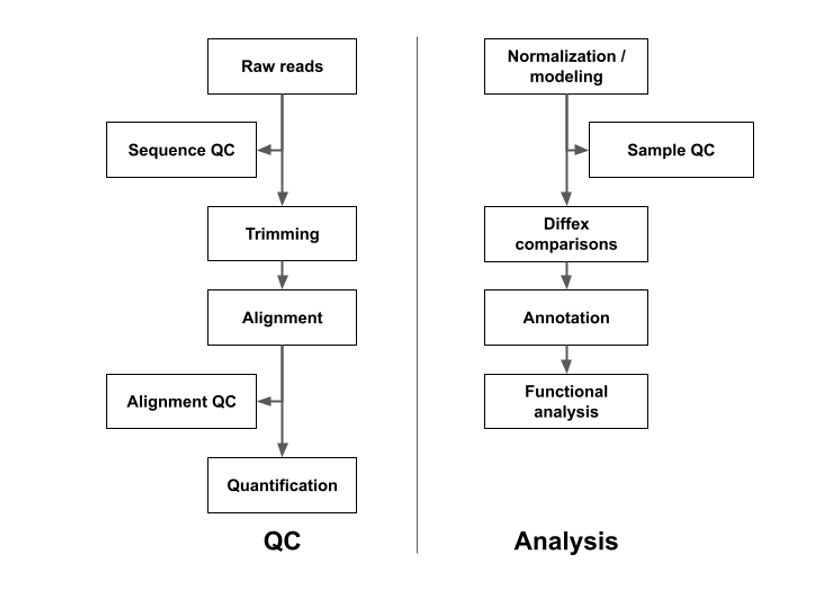 Raw reads
Sequence QC
Trimming
Alignment
Alignment QC
Quantification
QC
Normalization /
modeling
Sample QC
Diffex
comparisons
Annotation
Functional
analysis
Analysis